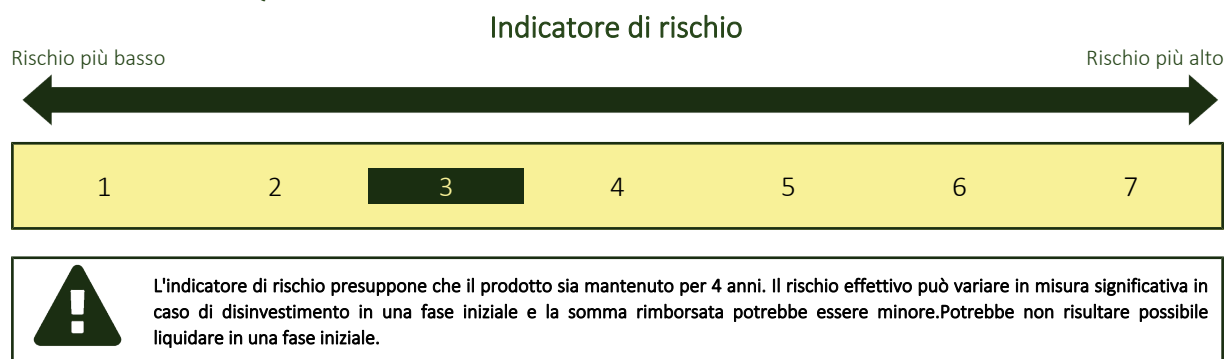 Indicatore di rischio
Rischio più basso Rischio più alto
1 2 3 4 5 6 7
L'indicatore di rischio presuppone che il prodotto sia mantenuto per 4 anni. Il rischio effettivo può variare in misura significativa in
caso di disinvestimento in una fase iniziale e la somma rimborsata potrebbe essere minore.Potrebbe non risultare possibile
liquidare in una fase iniziale.